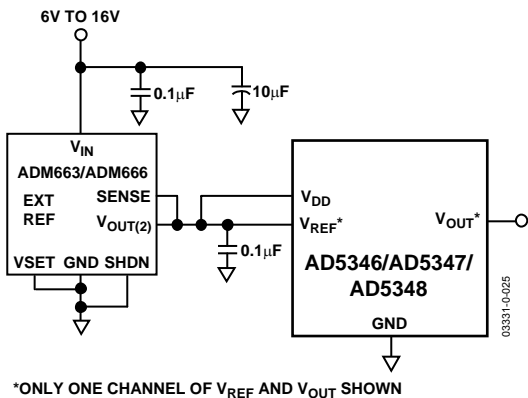 6V TO 16V
0.1μF
10μF
VIN
ADM663/ADM666
EXT
REF
SENSE
VOUT(2)
VSET GND SHDN
0.1μF
VDD
VREF*
VOUT*
AD5346/AD5347/
AD5348
GND
03331-0-025
*ONLY ONE CHANNEL OF VREF AND VOUT SHOWN